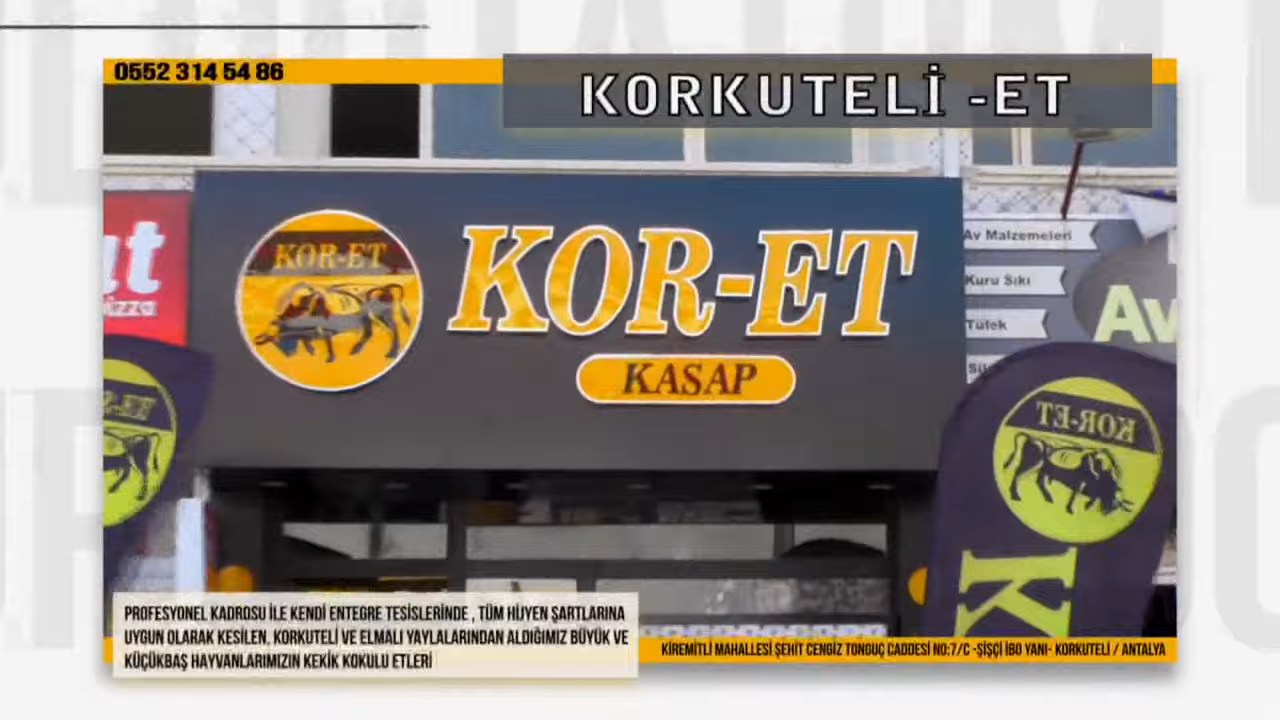 0552 314 54 86
KORKUTELİ -ET
KOR-ET
KOR-ET
KASAP
Av Malzemeleri
Kuru Sıkı
Tüfek
Av
KOR-ET
K
PROFESYONEL KADROSU İLE KENDİ ENTEGRE TESİSLERİNDE , TÜM HİJYEN ŞARTLARINA
UYGUN OLARAK KESİLEN, KORKUTELİ VE ELMALI YAYLALARINDAN ALDIĞIMIZ BÜYÜK VE
KÜÇÜKBAŞ HAYVANLARIMIZIN KEKİK KOKULU ETLERİ
KİREMİTLİ MAHALLESİ ŞEHİT CENGİZ TONGUÇ CADDESİ NO:7/C -ŞİŞÇİ İBO YANI- KORKUTELİ / ANTALYA